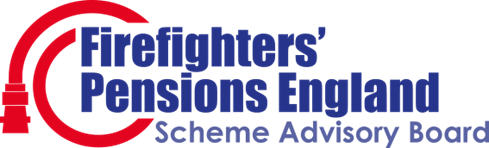 Firefighters’
Pensions England
Scheme Advisory Board